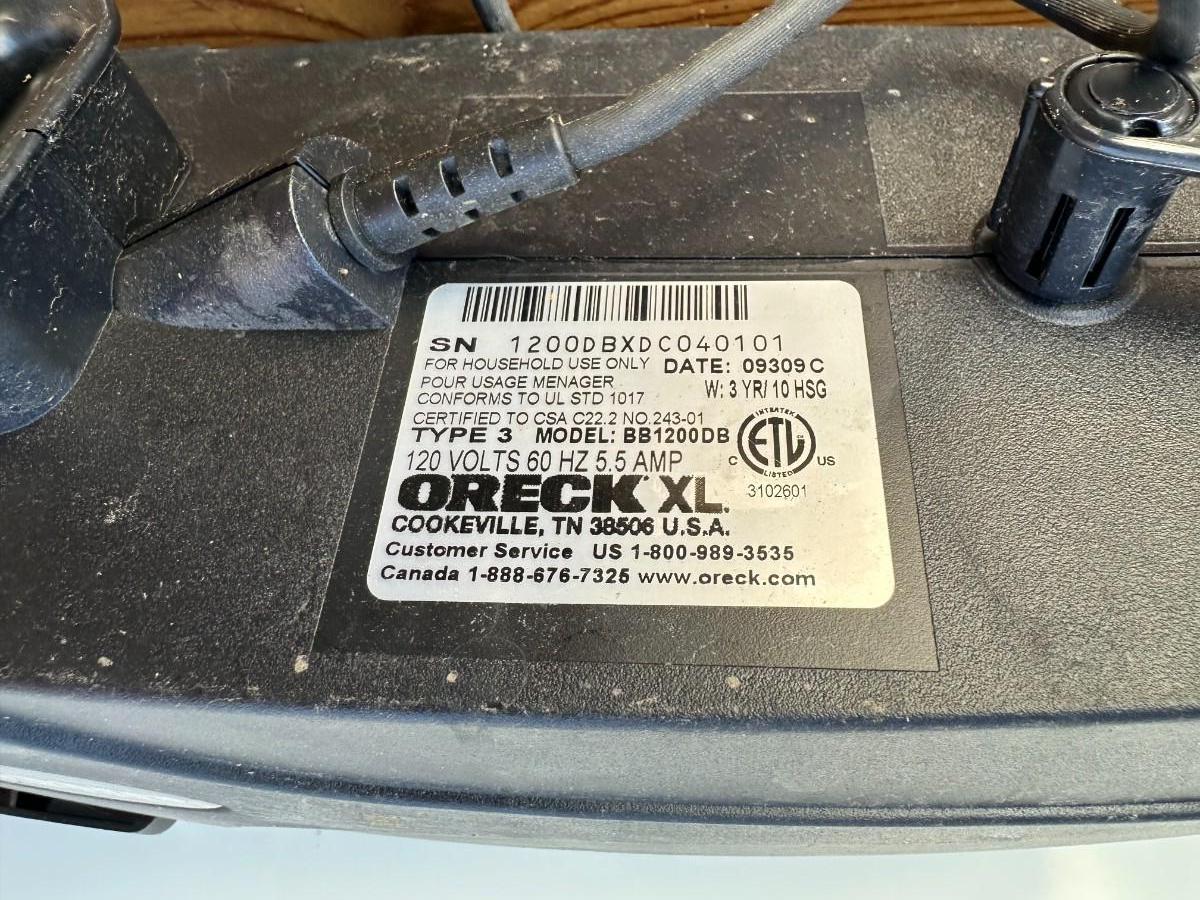 SN 1200DBXDC040101
FOR HOUSEHOLD USE ONLY DATE: 09309C
POUR USAGE MENAGER W: 3 YR/ 10 HSG
CONFORMS TO UL STD 1017
CERTIFIED TO CSA C22.2 NO.243-01
TYPE 3 MODEL: BB1200DB
120 VOLTS 60 HZ 5.5 AMP
INTERTEK
C ETL US
LISTED
3102601
ORECK XL
COOKEVILLE, TN 38506 U.S.A.
Customer Service US 1-800-989-3535
Canada 1-888-676-7325 www.oreck.com